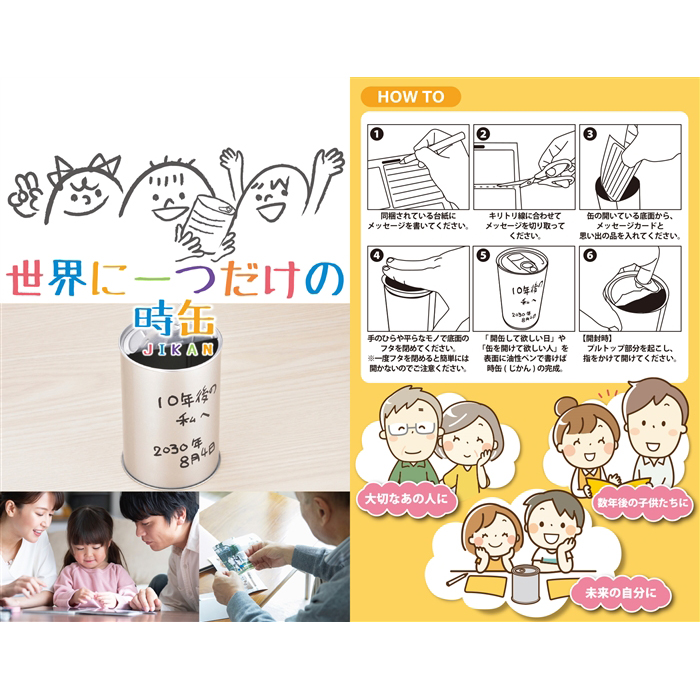 世界に一つだけの
時缶
JIKAN
10年後の
私へ
2030年
8月4日
HOW TO
1
同梱されている台紙に
メッセージを書いてください。
2
キリトリ線に合わせて
メッセージを切り取って
ください。
3
缶の開いている底面から、
メッセージカードと
思い出の品を入れてください。
4
手のひらや平らなモノで底面の
フタを閉めてください。
※一度フタを閉めると簡単には
開かないのでご注意ください。
5
10年後の
私へ
2030年
8月4日
「開缶して欲しい日」や
「缶を開けて欲しい人」を
表面に油性ペンで書けば
時缶(じかん)の完成。
6
【開封時】
プルトップ部分を起こし、
指をかけて開けてください。
大切なあの人に
数年後の子供たちに
未来の自分に